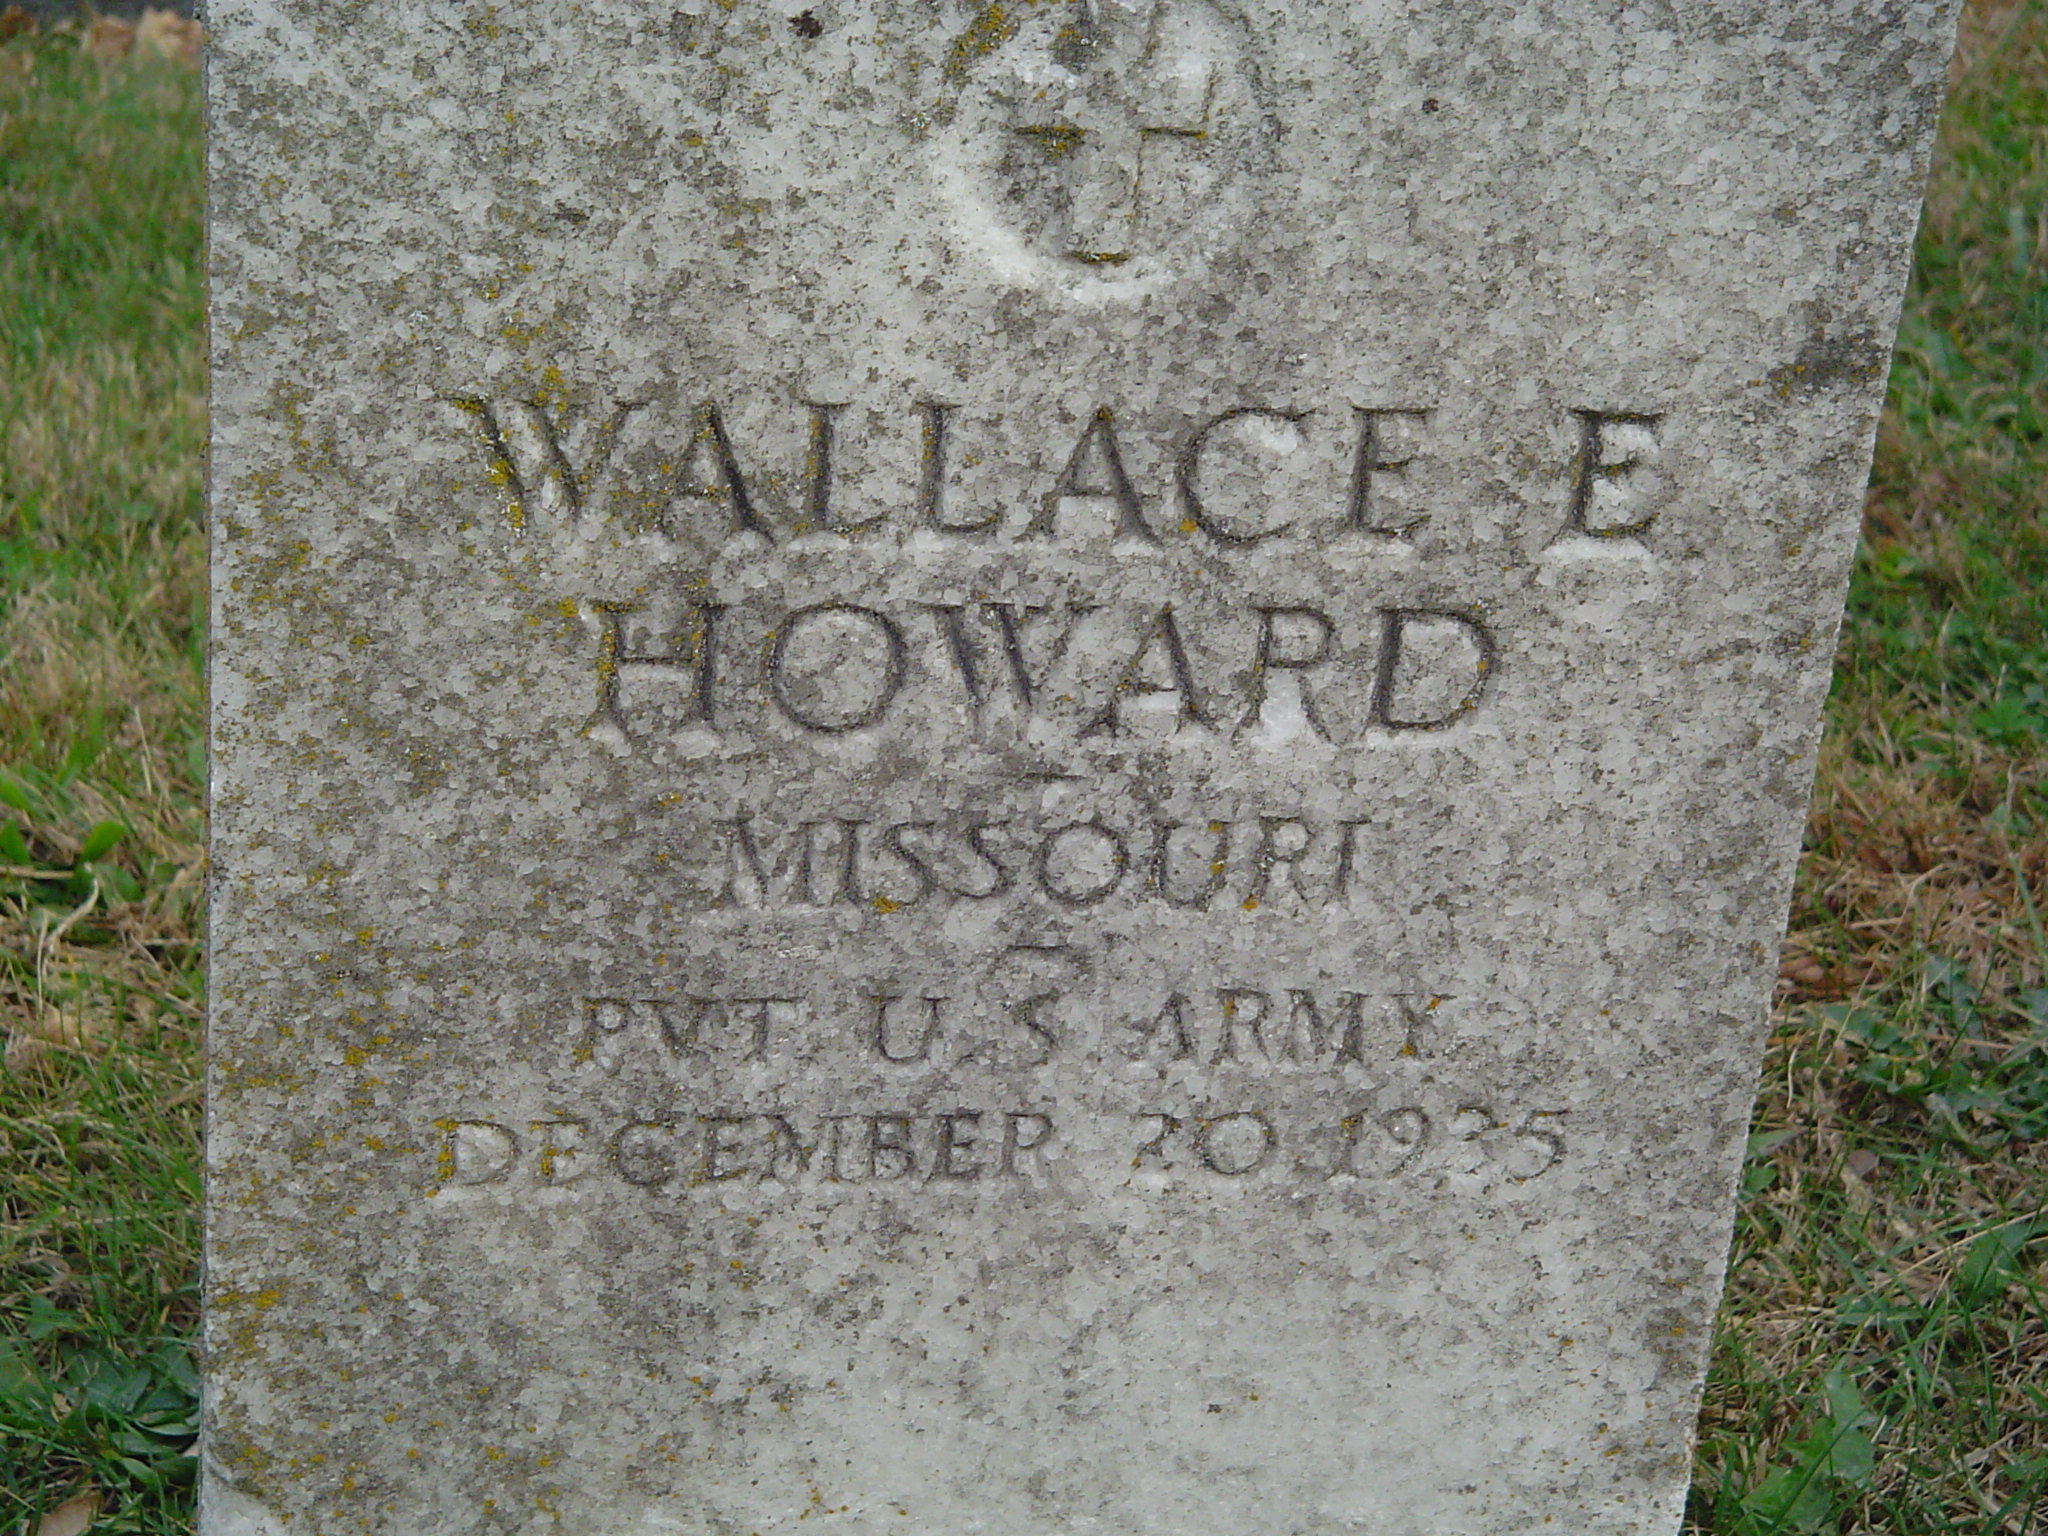 WALLACE E
HOWARD
MISSOURI
PVT U.S. ARMY
DECEMBER 20, 1935